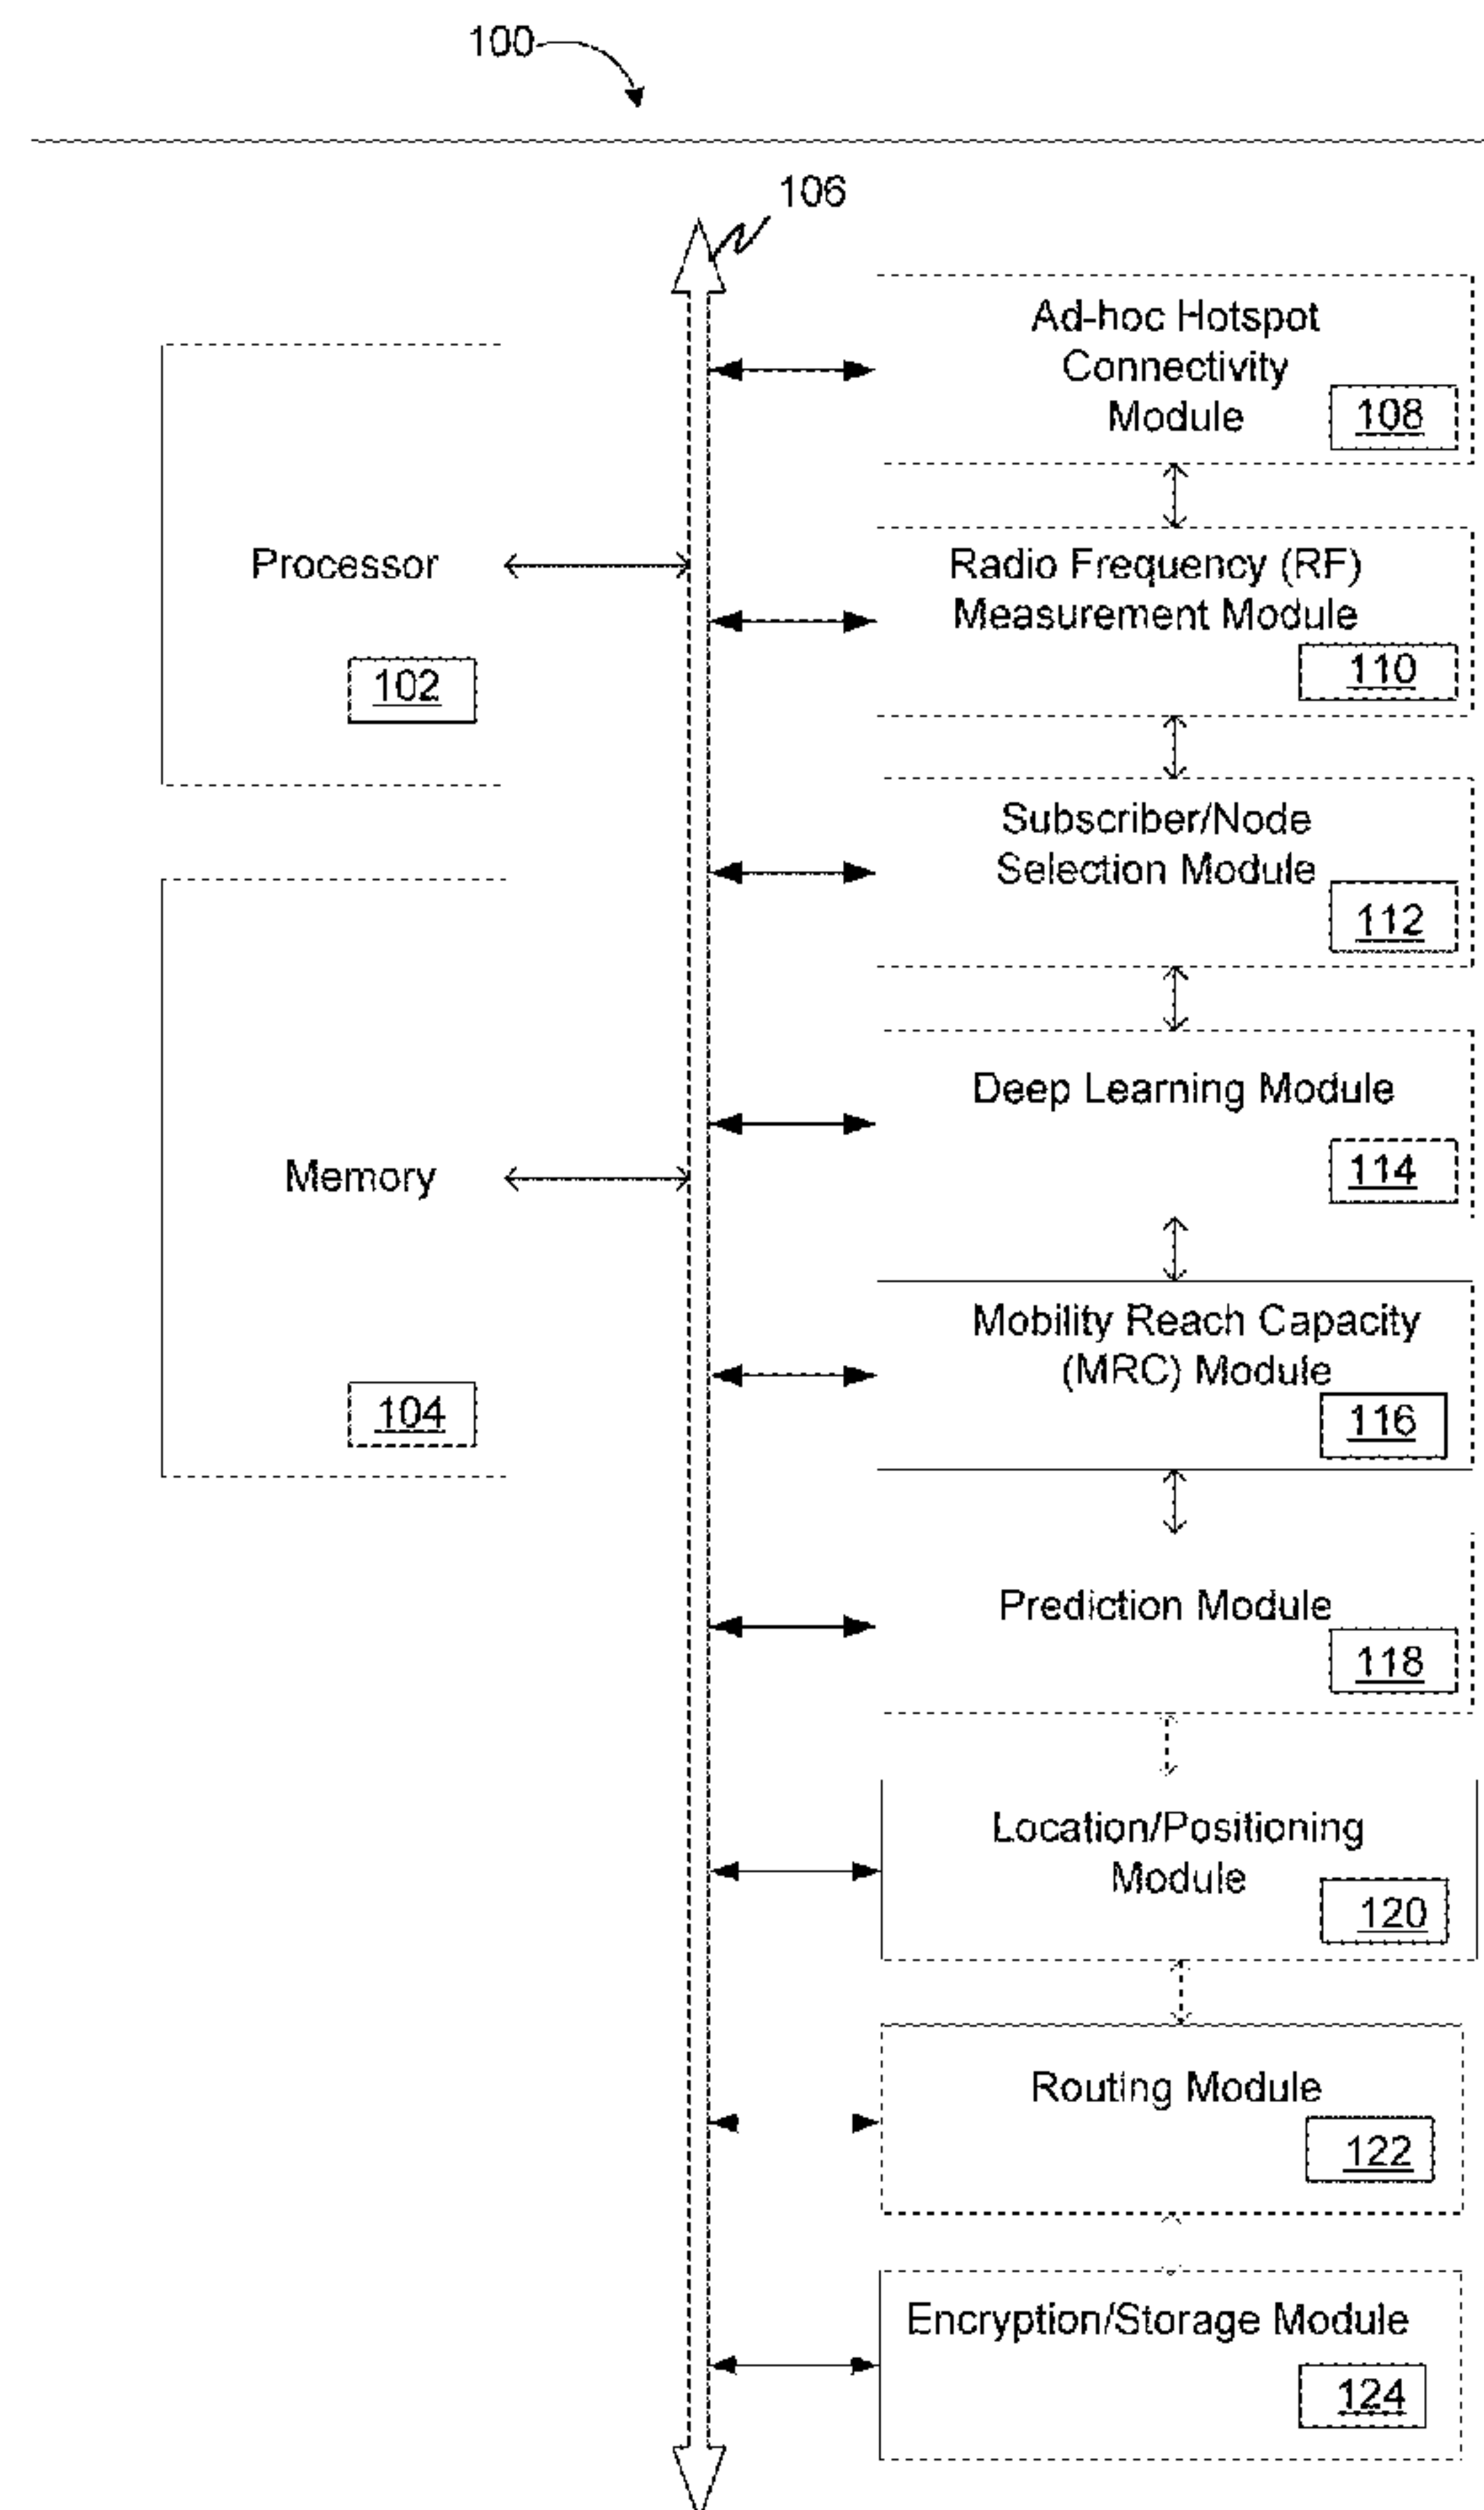 100
106
Ad-hoc Hotspot
Connectivity
Module
108
Processor
102
Radio Frequency (RF)
Measurement Module
110
Subscriber/Node
Selection Module
112
Memory
104
Deep Learning Module
114
Mobility Reach Capacity
(MRC) Module
116
Prediction Module
118
Location/Positioning
Module
120
Routing Module
122
Encryption/Storage Module
124